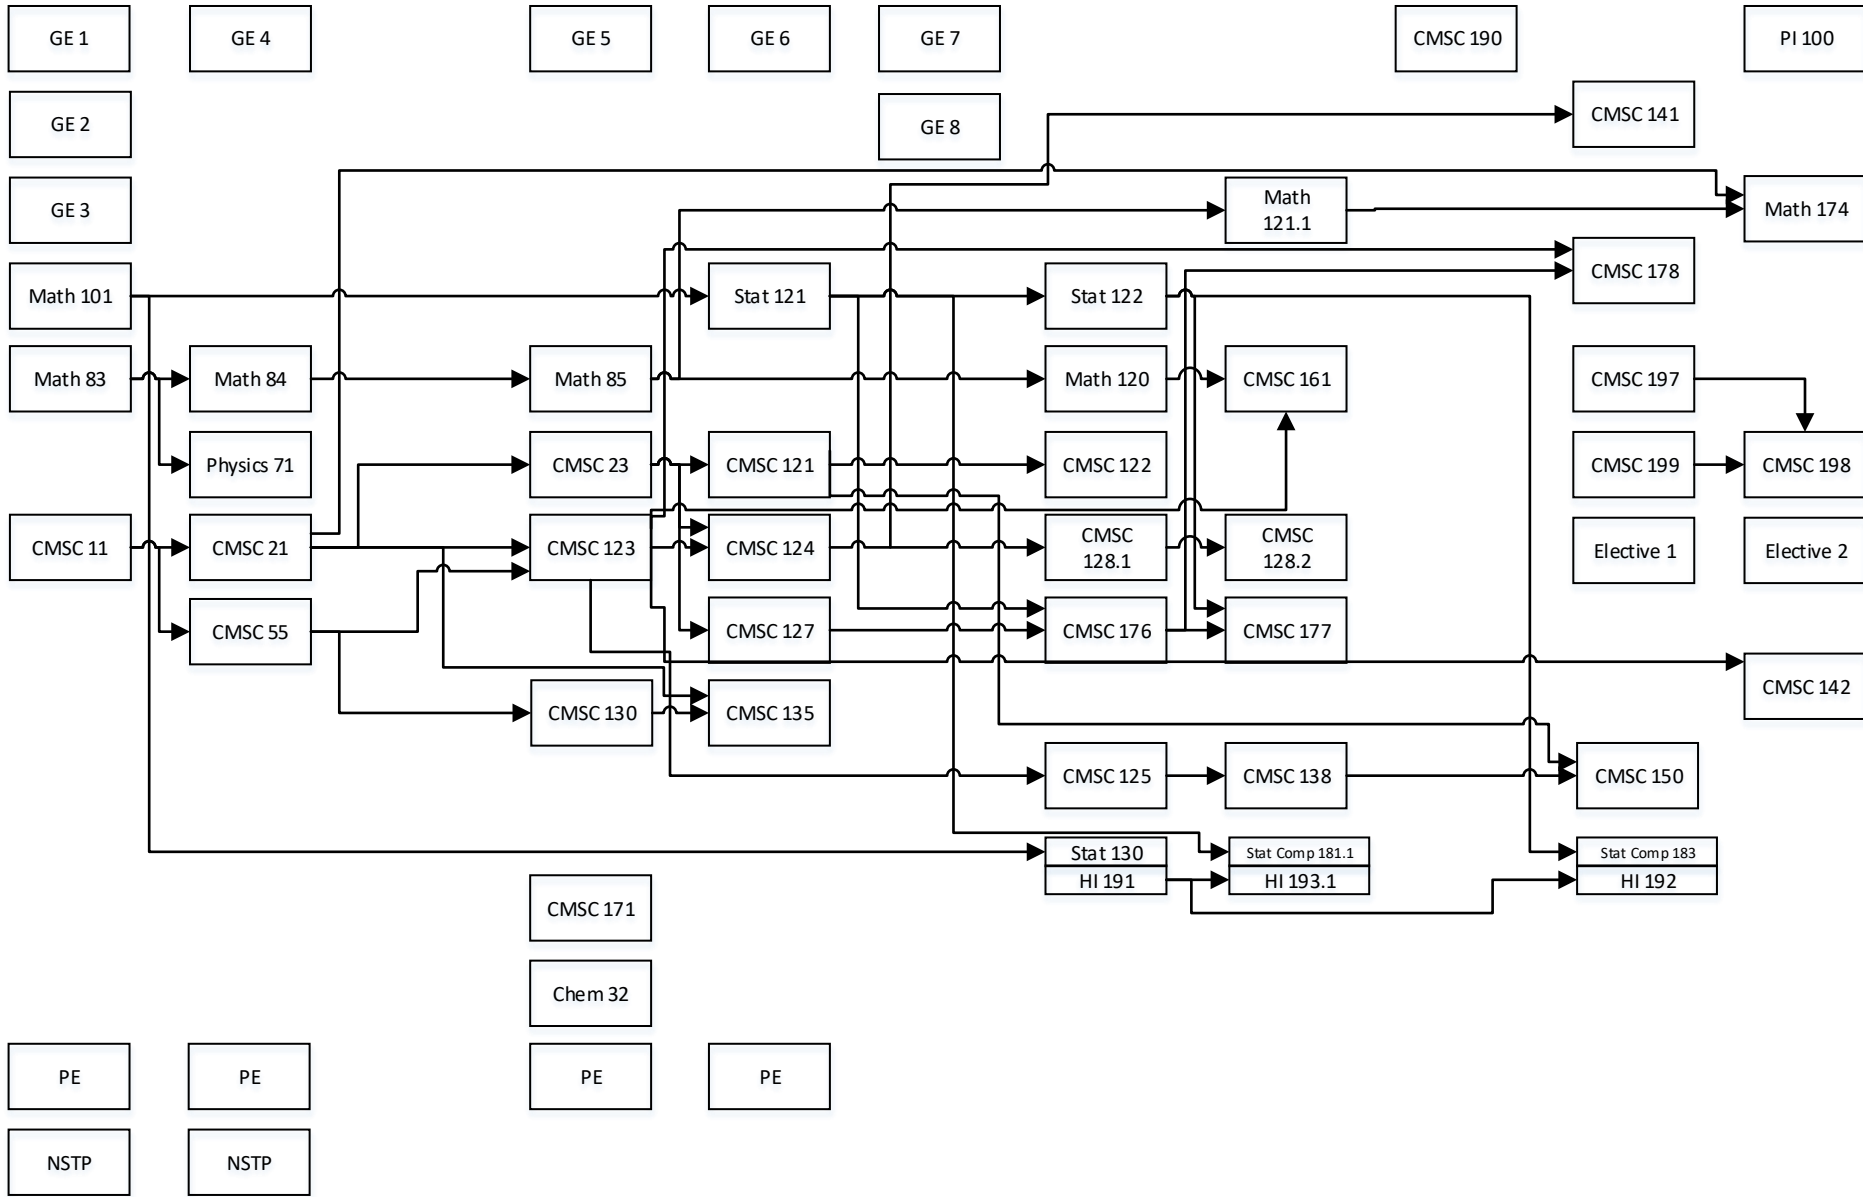 GE 1
GE 4
GE 5
GE 6
GE 7
CMSC 190
PI 100
GE 2
GE 8
CMSC 141
GE 3
Math
121.1
Math 174
CMSC 178
Math 101
Stat 121
Stat 122
Math 83
Math 84
Math 85
Math 120
CMSC 161
CMSC 197
Physics 71
CMSC 23
CMSC 121
CMSC 122
CMSC 199
CMSC 198
CMSC 11
CMSC 21
CMSC 123
CMSC 124
CMSC
128.1
CMSC
128.2
Elective 1
Elective 2
CMSC 55
CMSC 127
CMSC 176
CMSC 177
CMSC 142
CMSC 130
CMSC 135
CMSC 125
CMSC 138
CMSC 150
Stat 130
Stat Comp 181.1
Stat Comp 183
HI 191
HI 193.1
HI 192
CMSC 171
Chem 32
PE
PE
PE
PE
NSTP
NSTP